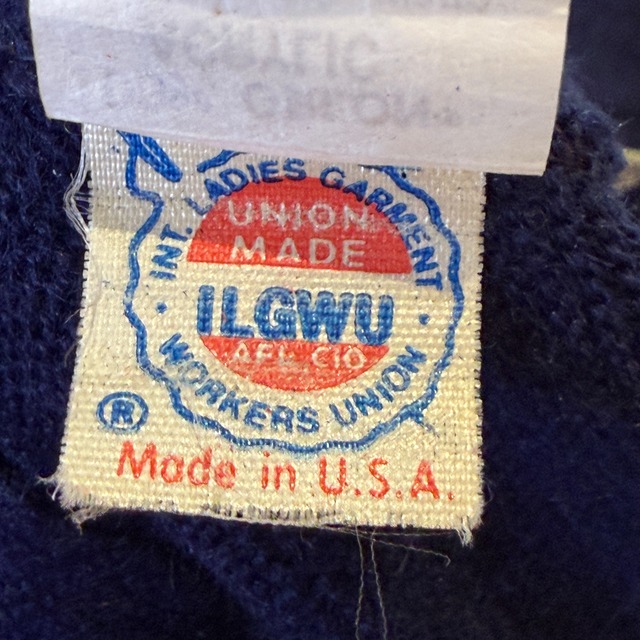 INT. LADIES GARMENT
UNION
MADE
ILGWU
AFL CIO
WORKERS UNION
®
Made in U.S.A.